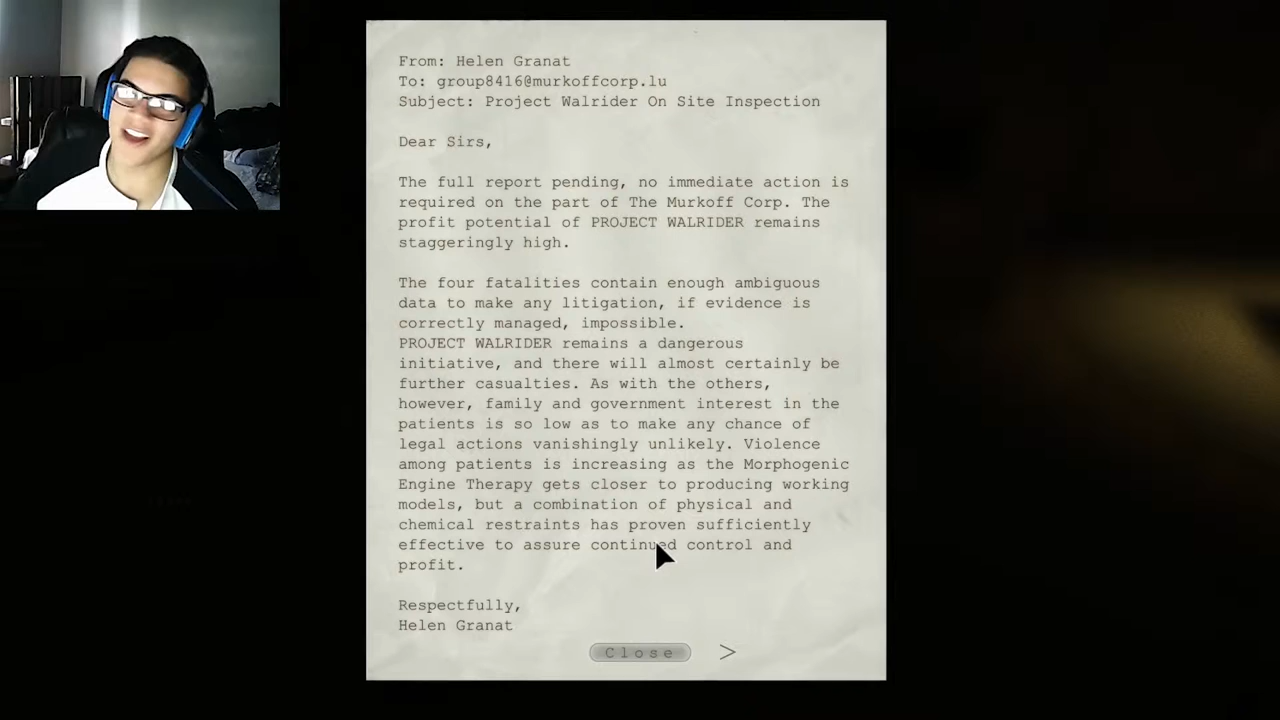 From: Helen Granat
To: group8416@murkoffcorp.lu
Subject: Project Walrider On Site Inspection
Dear Sirs,
The full report pending, no immediate action is
required on the part of The Murkoff Corp. The
profit potential of PROJECT WALRIDER remains
staggeringly high.
The four fatalities contain enough ambiguous
data to make any litigation, if evidence is
correctly managed, impossible.
PROJECT WALRIDER remains a dangerous
initiative, and there will almost certainly be
further casualties. As with the others,
however, family and government interest in the
patients is so low as to make any chance of
legal actions vanishingly unlikely. Violence
among patients is increasing as the Morphogenic
Engine Therapy gets closer to producing working
models, but a combination of physical and
chemical restraints has proven sufficiently
effective to assure continued control and
profit.
Respectfully,
Helen Granat
Close >